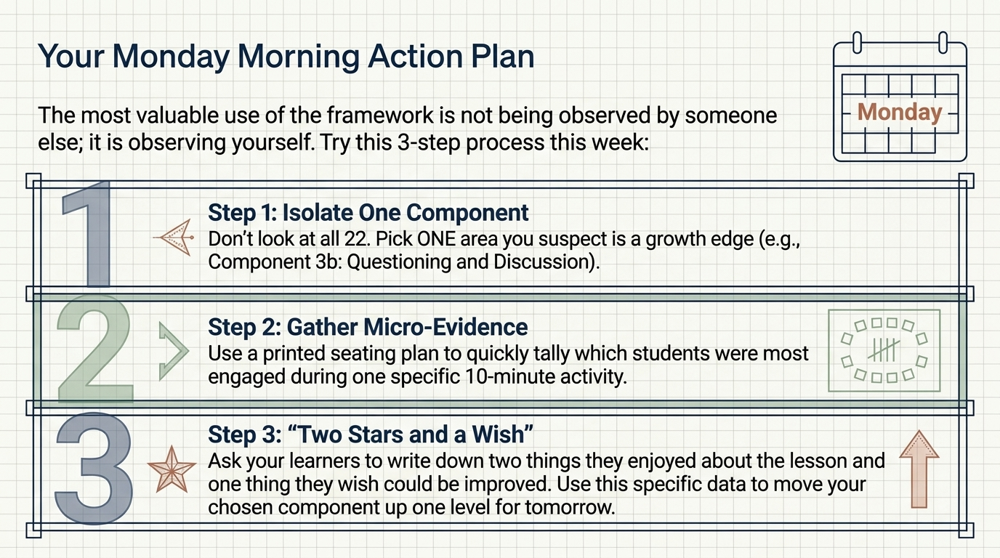 Your Monday Morning Action Plan
Monday
The most valuable use of the framework is not being observed by someone
else; it is observing yourself. Try this 3-step process this week:
1
Step 1: Isolate One Component
Don’t look at all 22. Pick ONE area you suspect is a growth edge (e.g.,
Component 3b: Questioning and Discussion).
2
Step 2: Gather Micro-Evidence
Use a printed seating plan to quickly tally which students were most
engaged during one specific 10-minute activity.
3
Step 3: “Two Stars and a Wish”
Ask your learners to write down two things they enjoyed about the lesson and
one thing they wish could be improved. Use this specific data to move your
chosen component up one level for tomorrow.